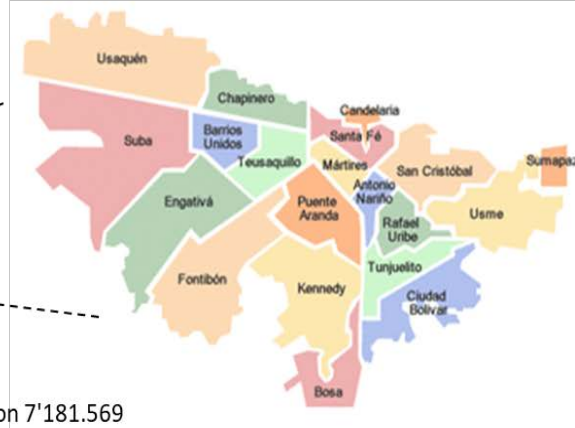 Usaquén
Chapinero
Candelaria
Suba
Barrios
Unidos
Santa Fé
Teusaquillo
Mártires
San Cristóbal
Sumapaz
Antonio
Nariño
Engativá
Puente
Aranda
Usme
Rafael
Uribe
Tunjuelito
Fontibón
Kennedy
Ciudad
Bolívar
Bosa
on 7'181.569